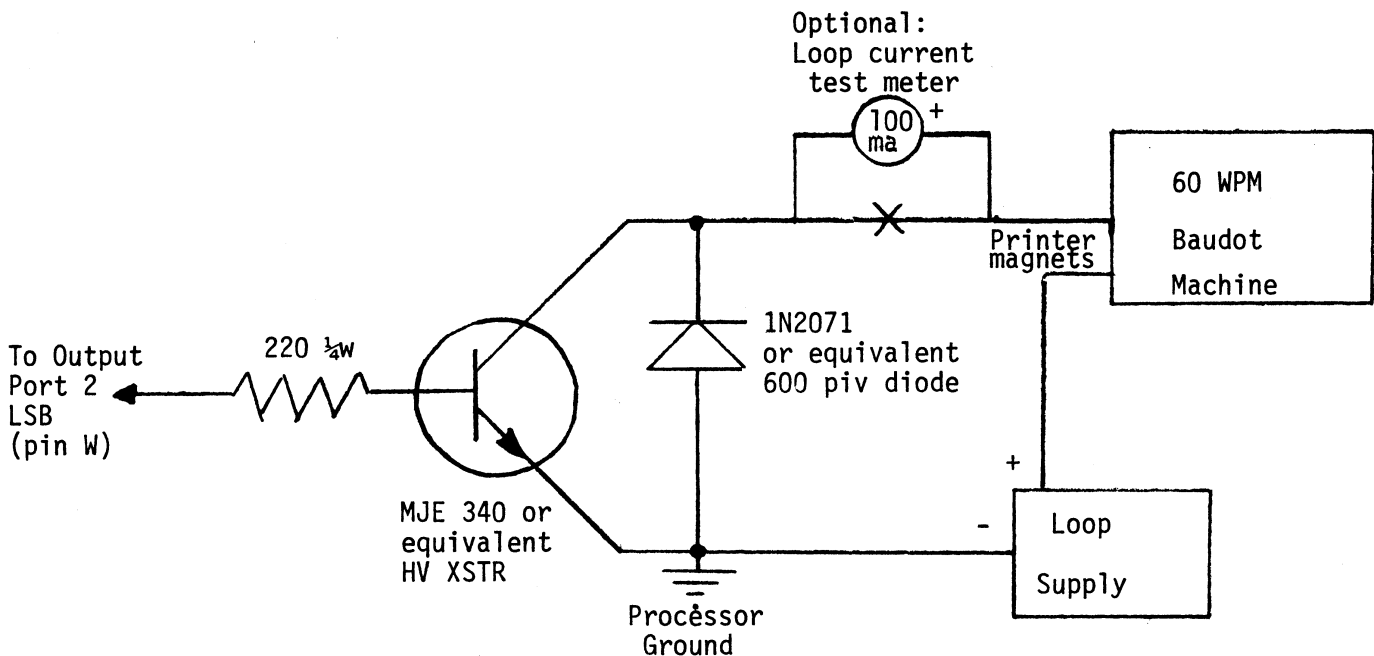 Optional:
Loop current
test meter
100
ma
+
60 WPM
Baudot
Machine
Printer
magnets
1N2071
or equivalent
600 piv diode
220 ¼W
To Output
Port 2
LSB
(pin W)
MJE 340 or
equivalent
HV XSTR
+
-
Loop
Supply
Processor
Ground